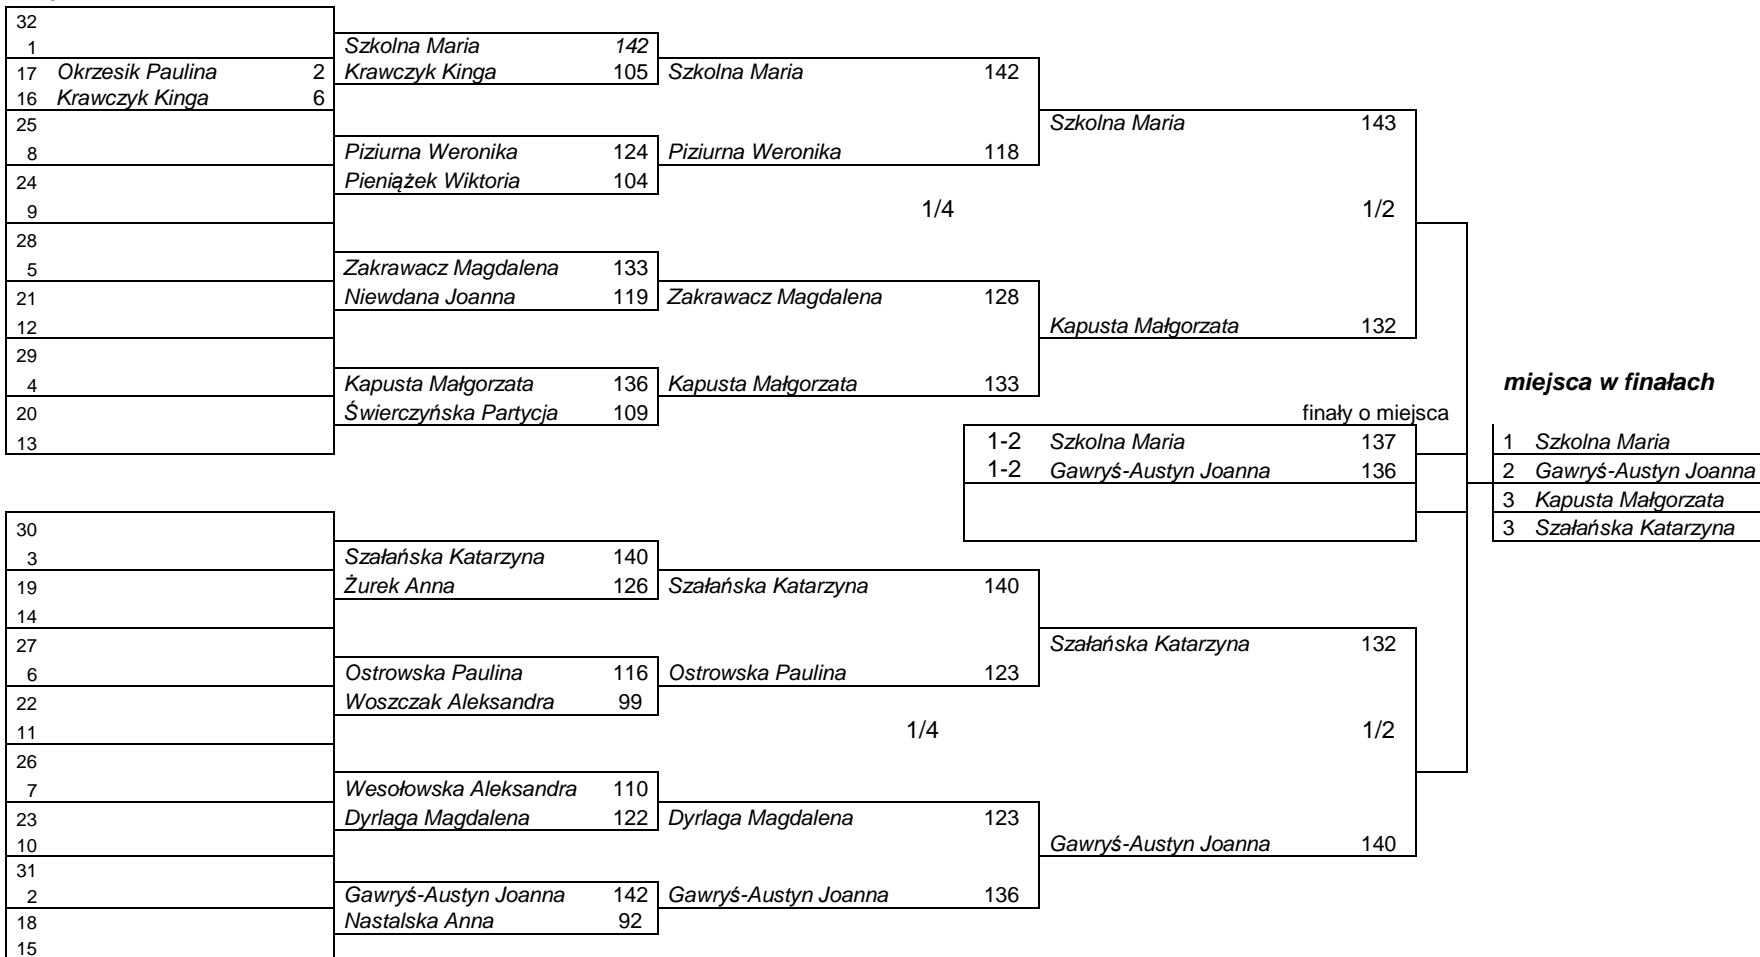 32
1 Szkolna Maria 142
17 Okrzesik Paulina 2 Krawczyk Kinga 105 Szkolna Maria 142
16 Krawczyk Kinga 6
25 Szkolna Maria 143
8 Piziurna Weronika 124 Piziurna Weronika 118
24 Pieniążek Wiktoria 104
9 1/4 1/2
28
5 Zakrawacz Magdalena 133
21 Niewdana Joanna 119 Zakrawacz Magdalena 128
12 Kapusta Małgorzata 132
29
4 Kapusta Małgorzata 136 Kapusta Małgorzata 133 miejsca w finałach
20 Świerczyńska Partycja 109 finały o miejsca
13 1-2 Szkolna Maria 137 1 Szkolna Maria
1-2 Gawryś-Austyn Joanna 136 2 Gawryś-Austyn Joanna
3 Kapusta Małgorzata
30 3 Szałańska Katarzyna
3 Szałańska Katarzyna 140
19 Żurek Anna 126 Szałańska Katarzyna 140
14
27 Szałańska Katarzyna 132
6 Ostrowska Paulina 116 Ostrowska Paulina 123
22 Woszczak Aleksandra 99
11 1/4 1/2
26
7 Wesołowska Aleksandra 110
23 Dyrlaga Magdalena 122 Dyrlaga Magdalena 123
10 Gawryś-Austyn Joanna 140
31
2 Gawryś-Austyn Joanna 142 Gawryś-Austyn Joanna 136
18 Nastalska Anna 92
15